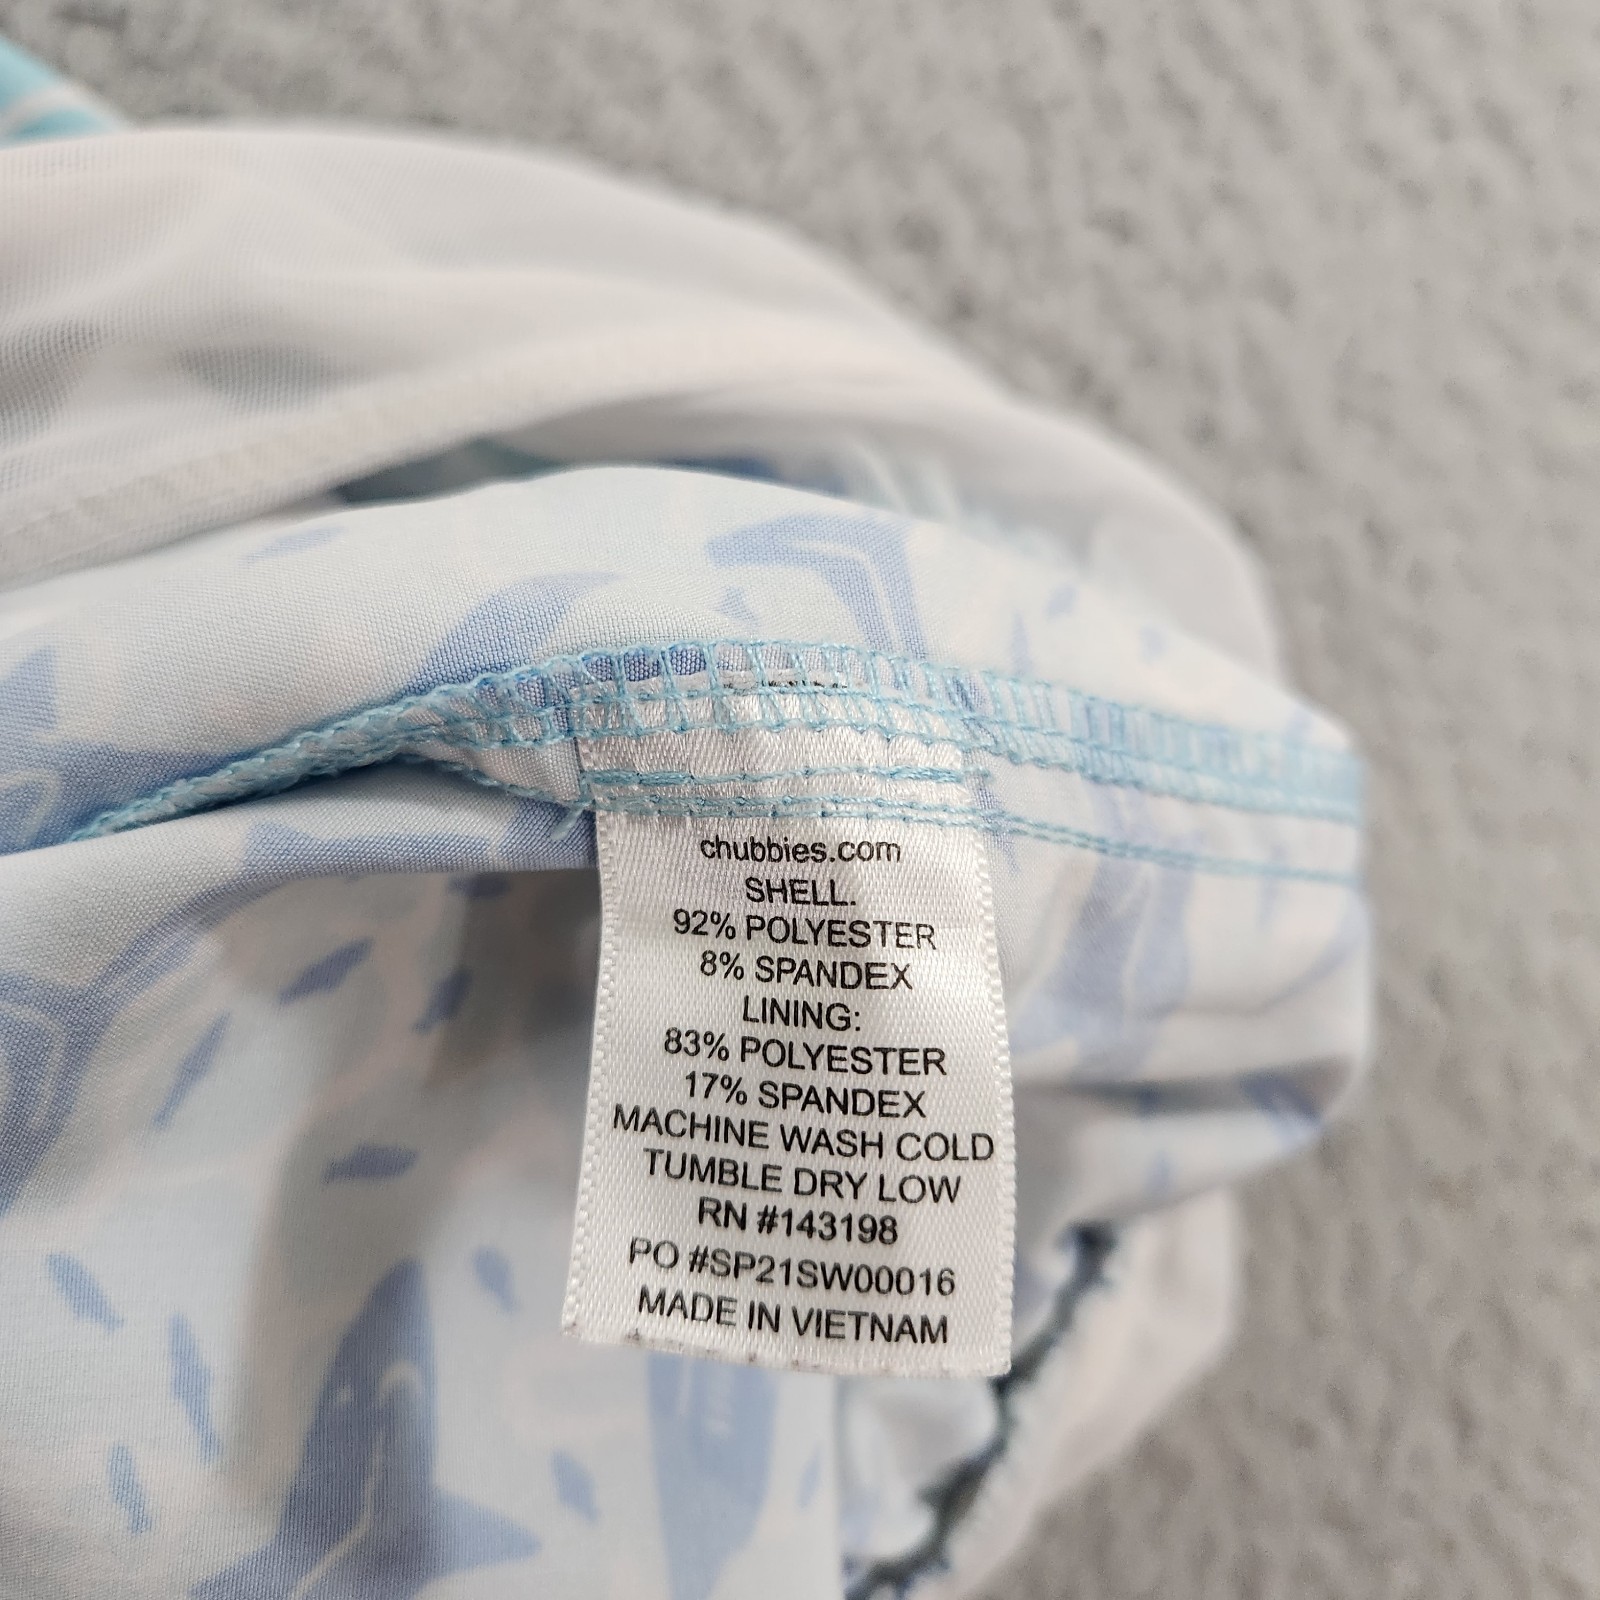 chubbies.com
SHELL.
92% POLYESTER
8% SPANDEX
LINING:
83% POLYESTER
17% SPANDEX
MACHINE WASH COLD
TUMBLE DRY LOW
RN #143198
PO #SP21SW00016
MADE IN VIETNAM